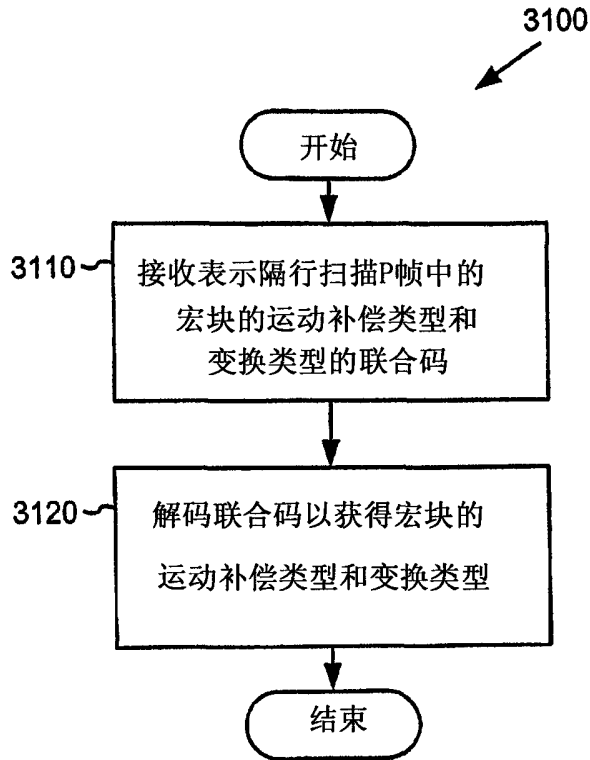 3100
开始
3110
接收表示隔行扫描P帧中的
宏块的运动补偿类型和
变换类型的联合码
3120
解码联合码以获得宏块的
运动补偿类型和变换类型
结束